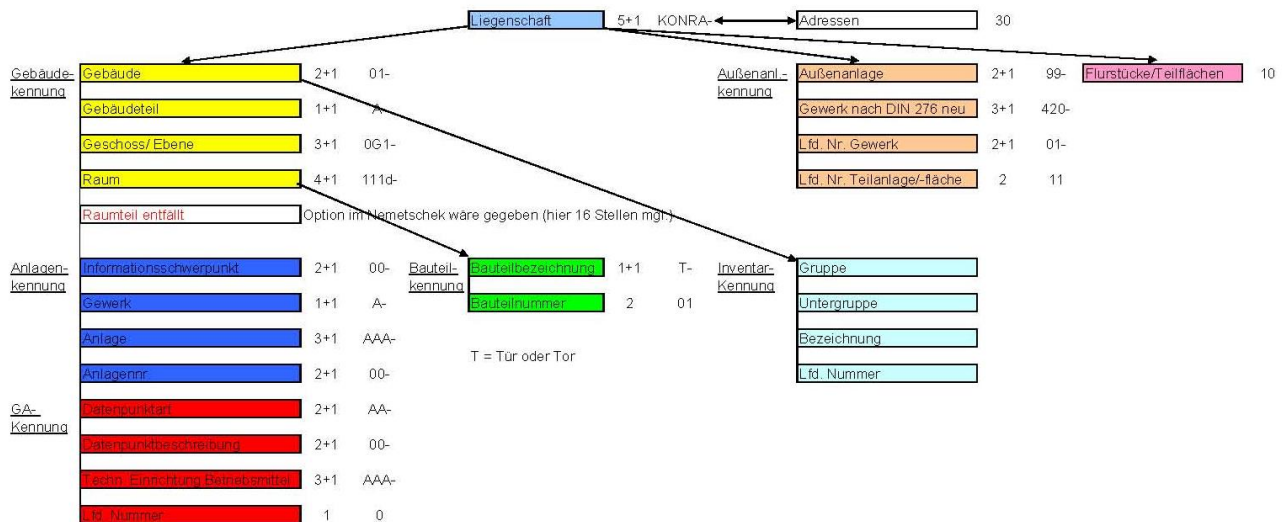 Liegenschaft 5+1 KONRA- Adressen 30
Gebäude- Gebäude 2+1 01- Außenanl.- Außenanlage 2+1 99- Flurstücke/Teilflächen 10
kennung kennung
Gebäudeteil 1+1 A- Gewerk nach DIN 276 neu 3+1 420-
Geschoss/ Ebene 3+1 0G1- Lfd. Nr. Gewerk 2+1 01-
Raum 4+1 111d- Lfd. Nr. Teilanlage/-fläche 2 11
Raumteil entfällt Option im Nemetschek wäre gegeben (hier 16 Stellen mgl.)
Anlagen- Informationsschwerpunkt 2+1 00- Bauteil- Bauteilbezeichnung 1+1 T- Inventar- Gruppe
kennung kennung Kennung
Gewerk 1+1 A- Bauteilnummer 2 01 Untergruppe
Anlage 3+1 AAA- Bezeichnung
T = Tür oder Tor
Anlagennr 2+1 00- Lfd. Nummer
GA- Datenpunktart 2+1 AA-
Kennung
Datenpunktbeschreibung 2+1 00-
Techn. Einrichtung Betriebsmittel 3+1 AAA-
Lfd. Nummer 1 0